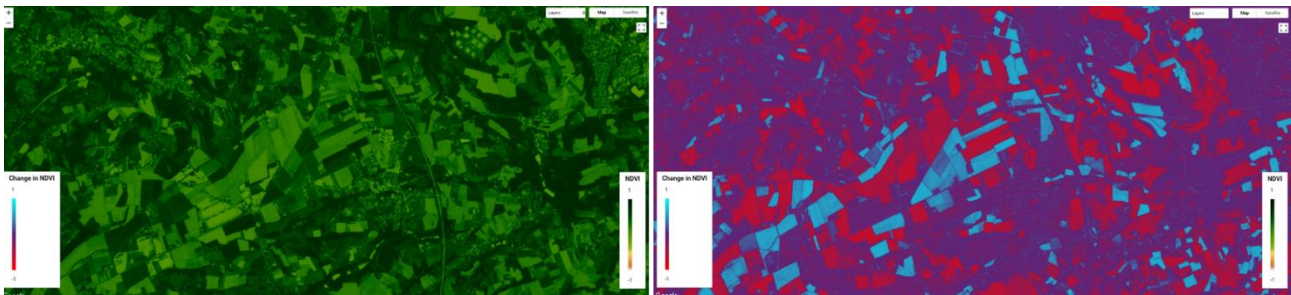 +
Layers
Map
Satellite
−
Change in NDVI
1
-1
NDVI
1
-1
+
Layers
Map
Satellite
−
Change in NDVI
1
-1
NDVI
1
-1
Google